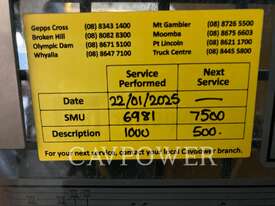 Gepps Cross (08) 8343 1400 Mt Gambler (08) 8726 5500
Broken Hill (08) 8082 8300 Moomba (08) 8675 6603
Olympic Dam (08) 8671 5100 Pt Lincoln (08) 8621 1700
Whyalla (08) 8647 7100 Truck Centre (08) 8445 5800
Service Performed Next Service
Date 22/01/2025 —
SMU 6981 7500
Description 1000 500
For your next service, contact your local Cavpower branch.
CAVPOWER